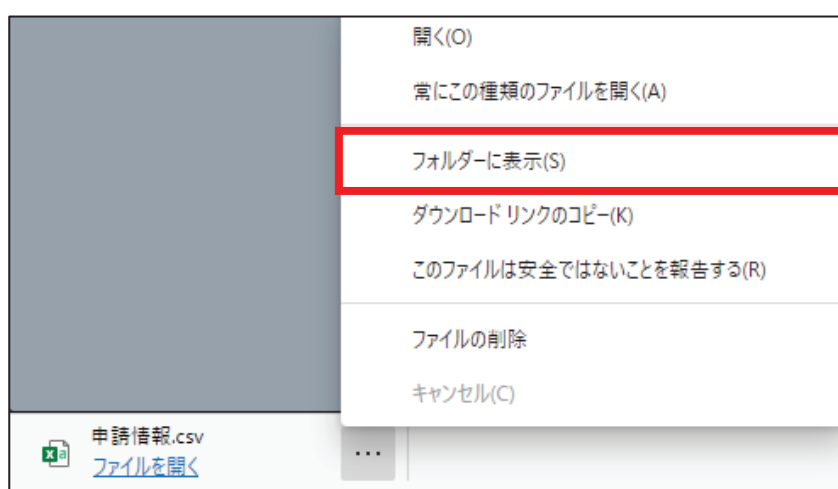 開く(O)
常にこの種類のファイルを開く(A)
フォルダーに表示(S)
ダウンロード リンクのコピー(K)
このファイルは安全ではないことを報告する(R)
ファイルの削除
キャンセル(C)
申請情報.csv
ファイルを開く